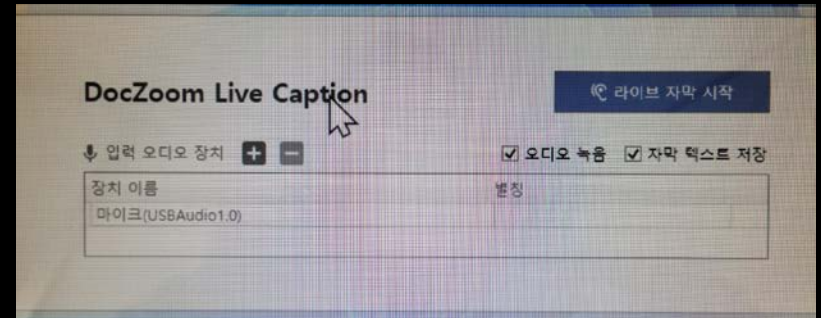 DocZoom Live Caption
라이브 자막 시작
입력 오디오 장치
오디오 녹음 자막 텍스트 저장
장치 이름 별칭
마이크(USBAudio1.0)